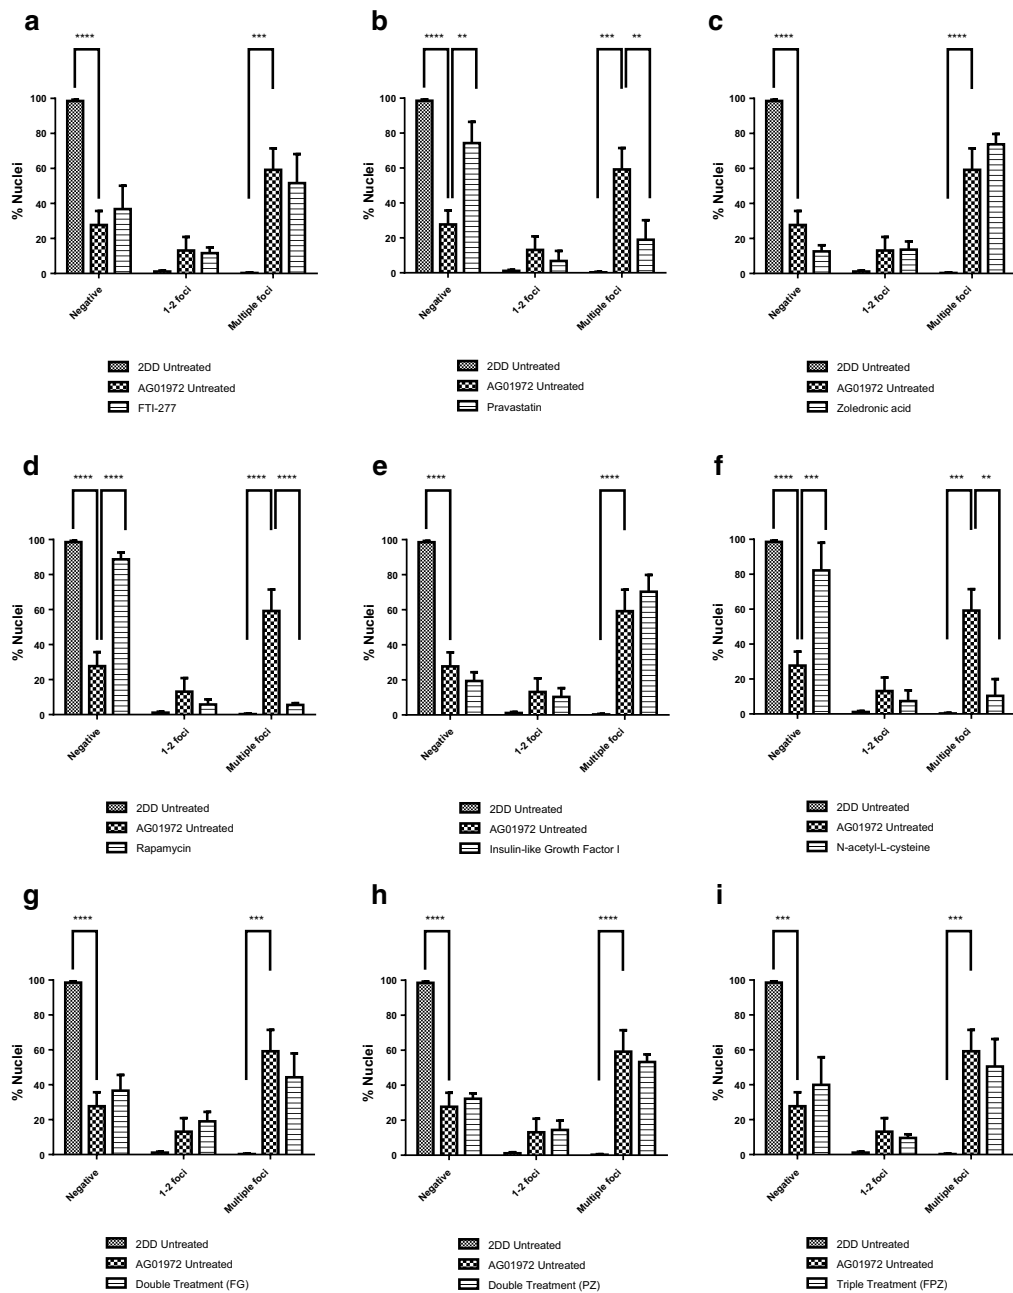 a
b
c
****
***
****
**
***
**
****
****
% Nuclei
100
80
60
40
20
0
Negative
1-2 foci
Multiple foci
% Nuclei
100
80
60
40
20
0
Negative
1-2 foci
Multiple foci
% Nuclei
100
80
60
40
20
0
Negative
1-2 foci
Multiple foci
2DD Untreated
AG01972 Untreated
FTI-277
2DD Untreated
AG01972 Untreated
Pravastatin
2DD Untreated
AG01972 Untreated
Zoledronic acid
d
e
f
****
****
****
****
****
****
****
***
***
**
% Nuclei
100
80
60
40
20
0
Negative
1-2 foci
Multiple foci
% Nuclei
100
80
60
40
20
0
Negative
1-2 foci
Multiple foci
% Nuclei
100
80
60
40
20
0
Negative
1-2 foci
Multiple foci
2DD Untreated
AG01972 Untreated
Rapamycin
2DD Untreated
AG01972 Untreated
Insulin-like Growth Factor I
2DD Untreated
AG01972 Untreated
N-acetyl-L-cysteine
g
h
i
****
***
****
****
***
***
% Nuclei
100
80
60
40
20
0
Negative
1-2 foci
Multiple foci
% Nuclei
100
80
60
40
20
0
Negative
1-2 foci
Multiple foci
% Nuclei
100
80
60
40
20
0
Negative
1-2 foci
Multiple foci
2DD Untreated
AG01972 Untreated
Double Treatment (FG)
2DD Untreated
AG01972 Untreated
Double Treatment (PZ)
2DD Untreated
AG01972 Untreated
Triple Treatment (FPZ)